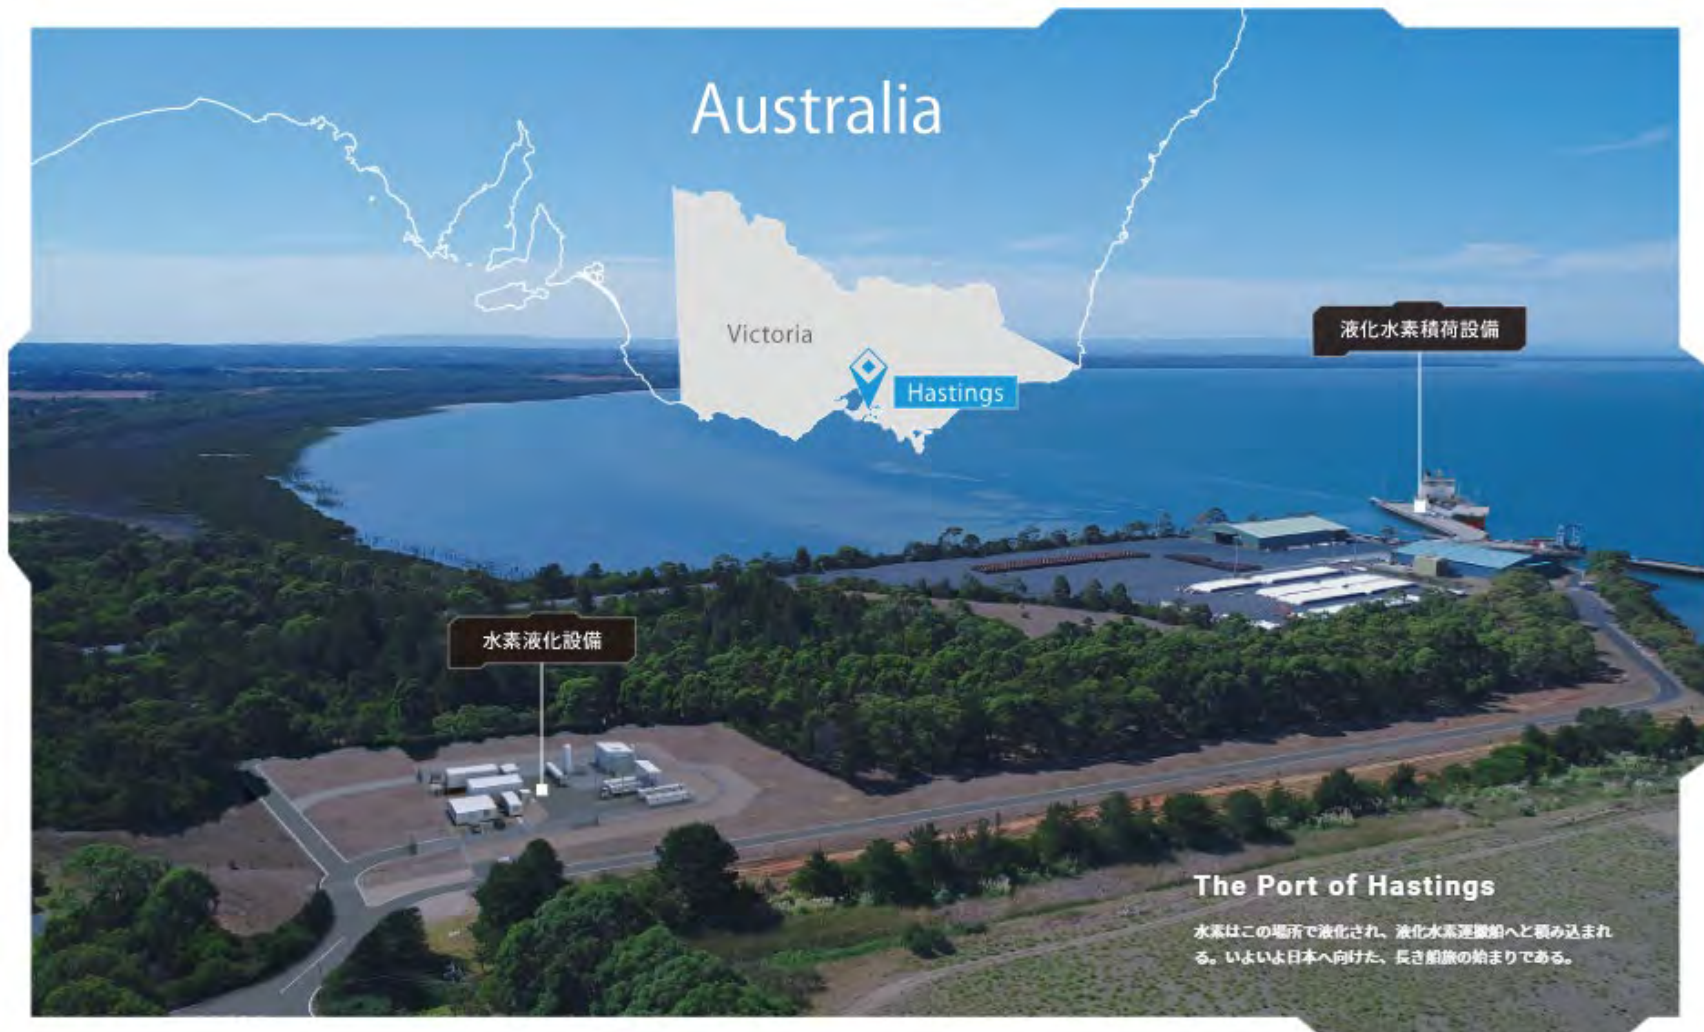 Australia
Victoria
Hastings
液化水素積荷設備
水素液化設備
The Port of Hastings
水素はこの場所で液化され、液化水素運搬船へと積み込まれ
る。いよいよ日本へ向けた、長き船旅の始まりである。